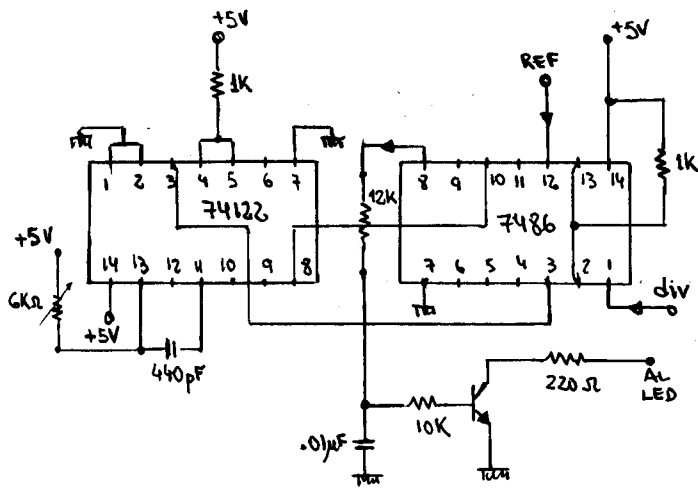 +5V
1K
1 2 3 4 5 6 7
74122
14 13 12 11 10 9 8
+5V
6KΩ
+5V
440pF
12K
REF
+5V
1K
8 9 10 11 12 13 14
7486
7 6 5 4 3 2 1
div
220Ω
AL
LED
10K
.01µF